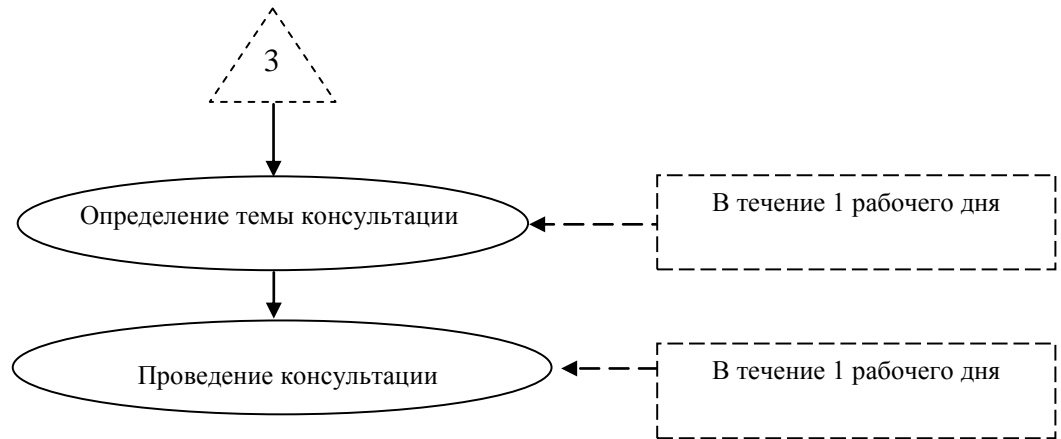 3
Определение темы консультации
В течение 1 рабочего дня
Проведение консультации
В течение 1 рабочего дня